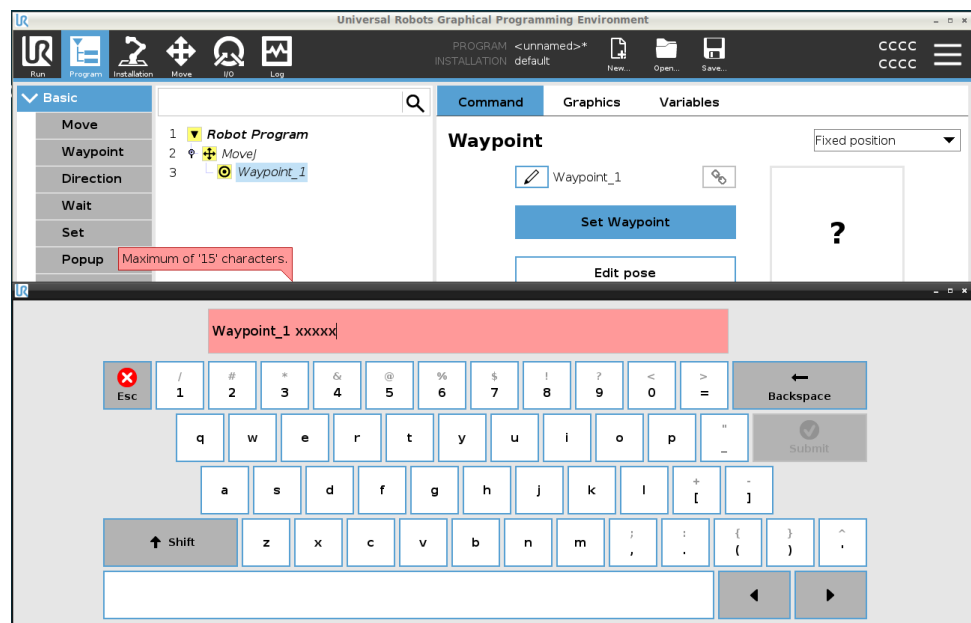 UR
Universal Robots Graphical Programming Environment
UR
Run
Program
Installation
Move
I/O
Log
PROGRAM <unnamed>*
INSTALLATION default
New...
Open...
Save...
CCCC
CCCC
Basic
Move
Waypoint
Direction
Wait
Set
Popup
1 Robot Program
2 MoveJ
3 Waypoint_1
Command Graphics Variables
Waypoint
Fixed position
Waypoint_1
Set Waypoint
?
Edit pose
Maximum of '15' characters.
UR
Waypoint_1 xxxxx
/ # * & @ % $ ! ? < >
Esc 1 2 3 4 5 6 7 8 9 0 = Backspace
"
q w e r t y u i o p _ Submit
+ -
a s d f g h j k l [ ]
; : { } ^
Shift z x c v b n m , . ( ) '